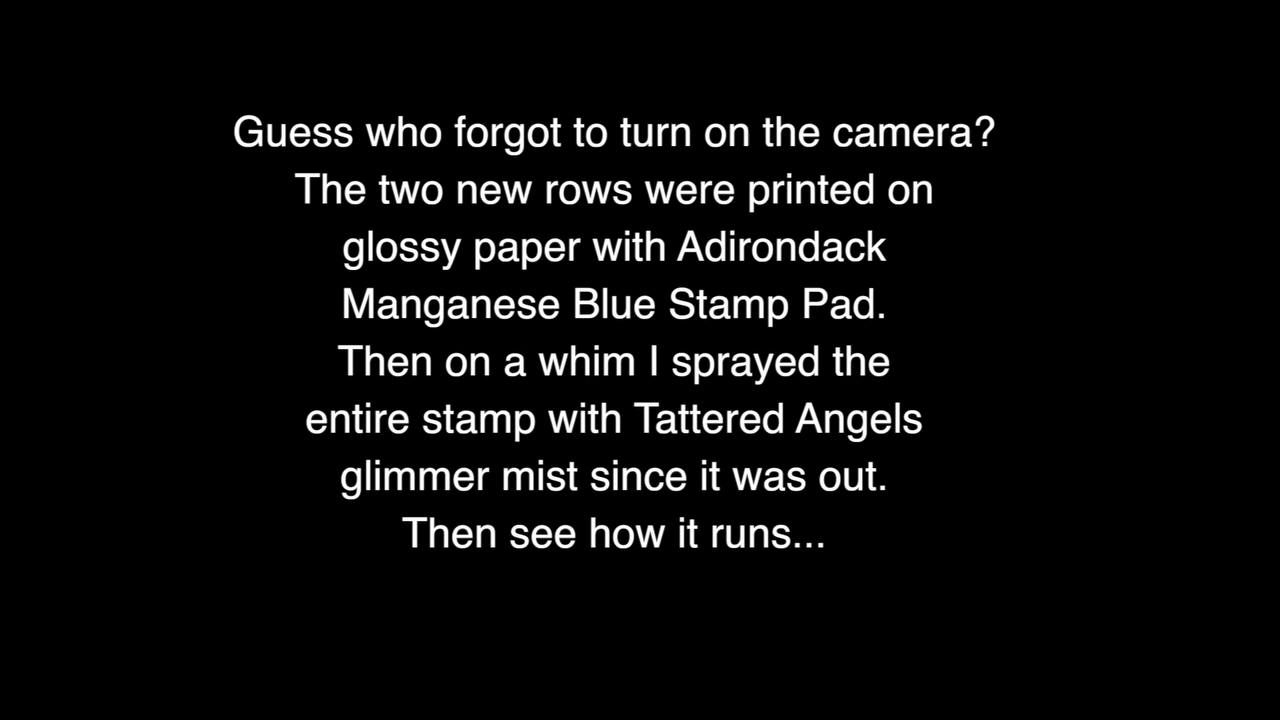 Guess who forgot to turn on the camera?
The two new rows were printed on
glossy paper with Adirondack
Manganese Blue Stamp Pad.
Then on a whim I sprayed the
entire stamp with Tattered Angels
glimmer mist since it was out.
Then see how it runs...